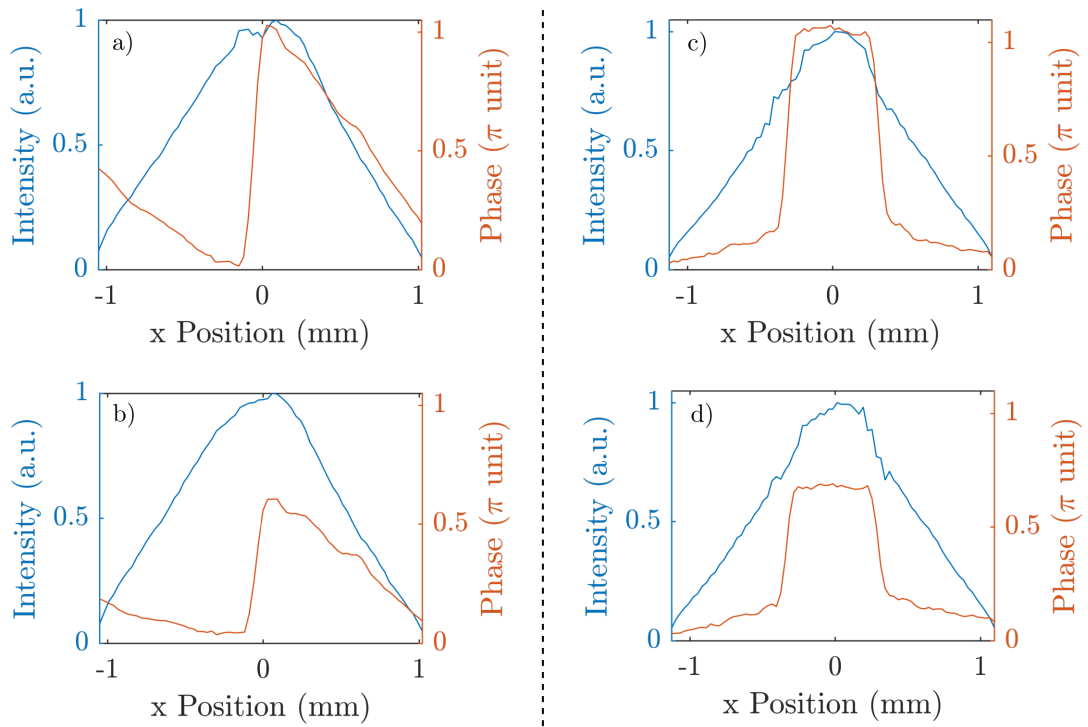 a)
Intensity (a.u.)
1
0.5
0
Phase (π unit)
1
0.5
0
-1 0 1
x Position (mm)
c)
Intensity (a.u.)
1
0.5
0
Phase (π unit)
1
0.5
0
-1 0 1
x Position (mm)
b)
Intensity (a.u.)
1
0.5
0
Phase (π unit)
1
0.5
0
-1 0 1
x Position (mm)
d)
Intensity (a.u.)
1
0.5
0
Phase (π unit)
1
0.5
0
-1 0 1
x Position (mm)